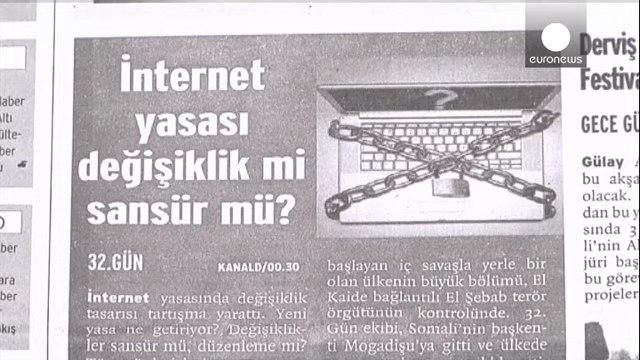 euronews
İnternet
yasası
değişiklik mi
sansür mü?
?
32.GÜN KANALD/00.30
İnternet yasasında değişiklik
tasarısı tartışma yarattı. Yeni
yasa ne getiriyor? Değişiklik-
ler sansür mü, düzenleme mi?
başlayan iç savaşla yerle bir
olan ülkenin büyük bölümü, El
Kaide bağlantılı El Şebab terör
örgütünün kontrolünde. 32.
Gün ekibi, Somali'nin başken-
ti Mogadişu'ya gitti ve ülkede
Derviş
Festiva
GECE GÜ
Gülay A
bu akşa
olacak.
dan bu y
sında 3
li'nin Al
jüri baş
bu göre
projeler